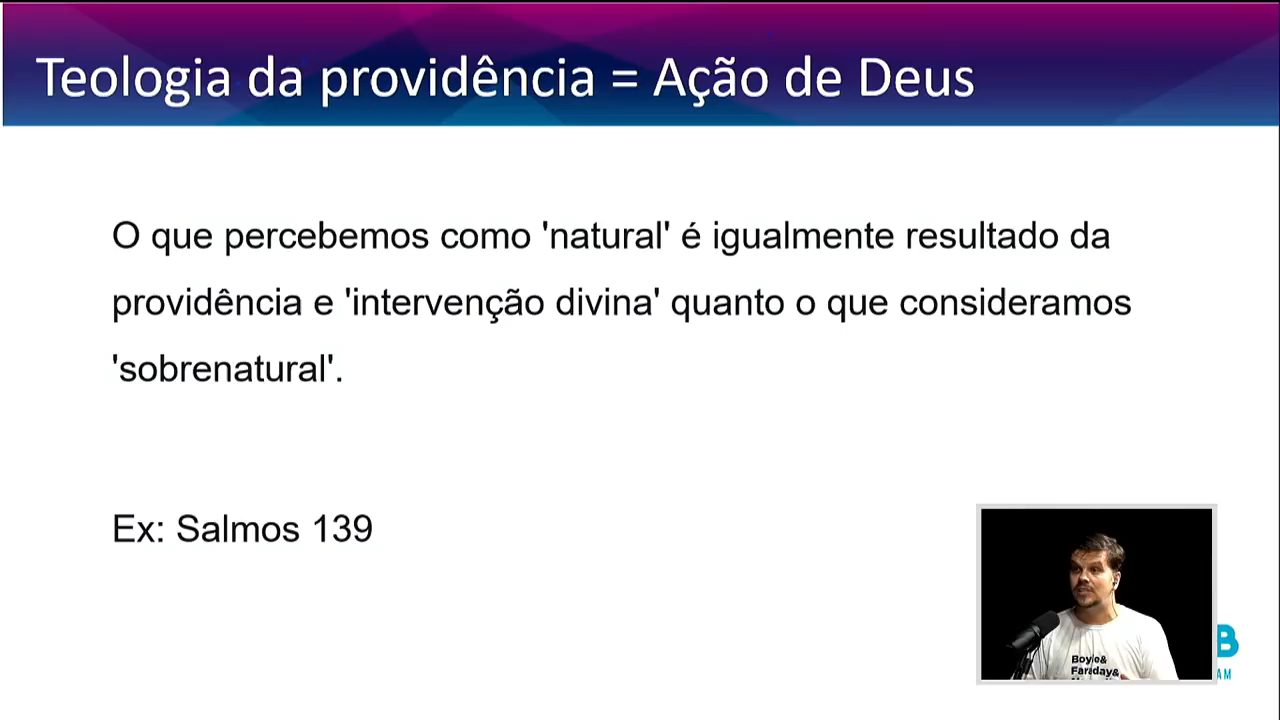 Teologia da providência = Ação de Deus
O que percebemos como 'natural' é igualmente resultado da
providência e 'intervenção divina' quanto o que consideramos
'sobrenatural'.
Ex: Salmos 139
Boyle&
Faraday&
B
AM